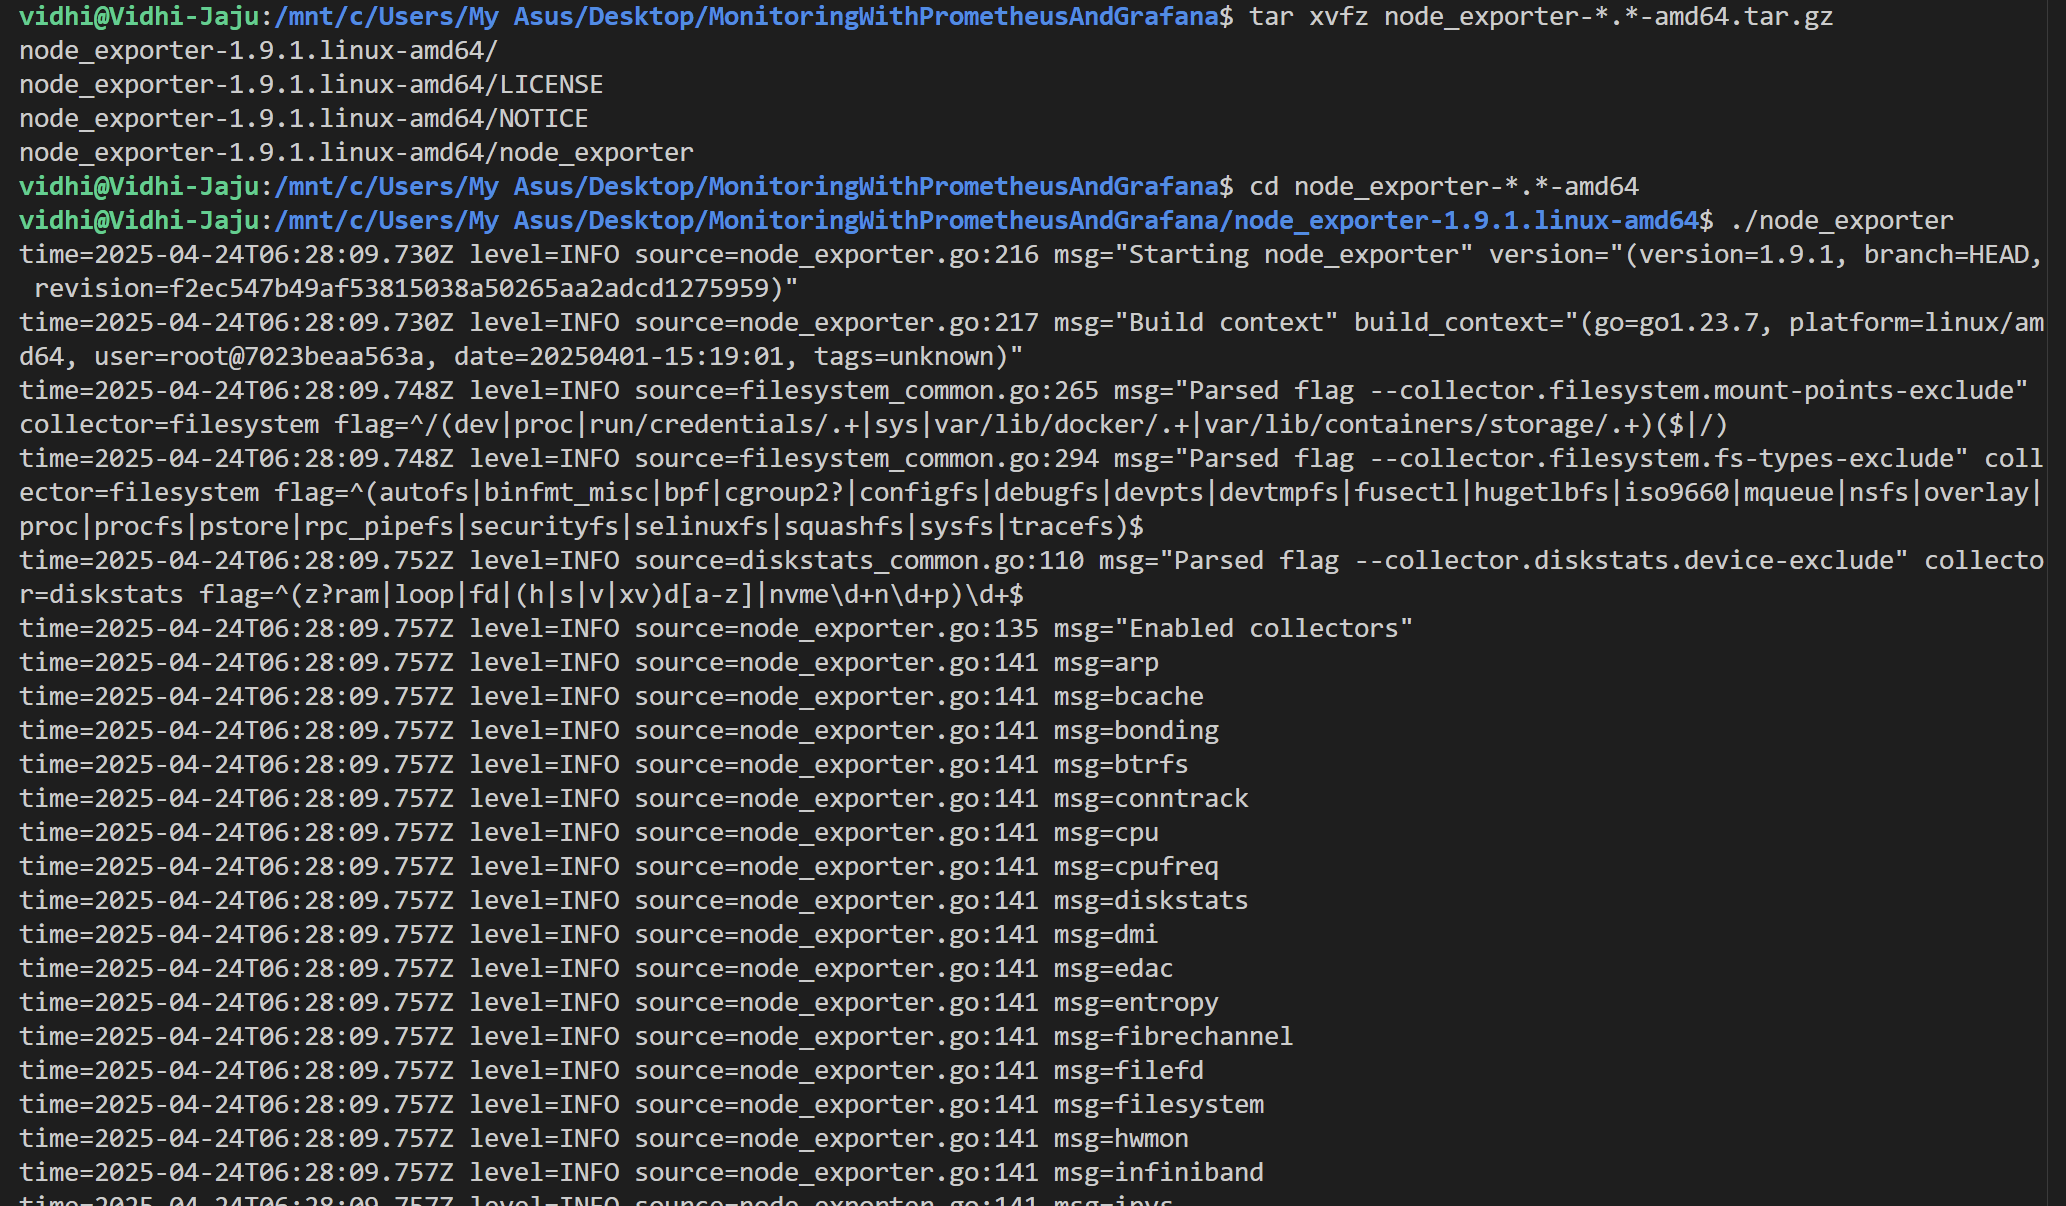 vidhi@Vidhi-Jaju:/mnt/c/Users/My Asus/Desktop/MonitoringWithPrometheusAndGrafana$ tar xvfz node_exporter-*.*-amd64.tar.gz
node_exporter-1.9.1.linux-amd64/
node_exporter-1.9.1.linux-amd64/LICENSE
node_exporter-1.9.1.linux-amd64/NOTICE
node_exporter-1.9.1.linux-amd64/node_exporter
vidhi@Vidhi-Jaju:/mnt/c/Users/My Asus/Desktop/MonitoringWithPrometheusAndGrafana$ cd node_exporter-*.*-amd64
vidhi@Vidhi-Jaju:/mnt/c/Users/My Asus/Desktop/MonitoringWithPrometheusAndGrafana/node_exporter-1.9.1.linux-amd64$ ./node_exporter
time=2025-04-24T06:28:09.730Z level=INFO source=node_exporter.go:216 msg="Starting node_exporter" version="(version=1.9.1, branch=HEAD,
 revision=f2ec547b49af53815038a50265aa2adcd1275959)"
time=2025-04-24T06:28:09.730Z level=INFO source=node_exporter.go:217 msg="Build context" build_context="(go=go1.23.7, platform=linux/am
d64, user=root@7023beaa563a, date=20250401-15:19:01, tags=unknown)"
time=2025-04-24T06:28:09.748Z level=INFO source=filesystem_common.go:265 msg="Parsed flag --collector.filesystem.mount-points-exclude"
collector=filesystem flag=^/(dev|proc|run/credentials/.+|sys|var/lib/docker/.+|var/lib/containers/storage/.+)($|/)
time=2025-04-24T06:28:09.748Z level=INFO source=filesystem_common.go:294 msg="Parsed flag --collector.filesystem.fs-types-exclude" coll
ector=filesystem flag=^(autofs|binfmt_misc|bpf|cgroup2?|configfs|debugfs|devpts|devtmpfs|fusectl|hugetlbfs|iso9660|mqueue|nsfs|overlay|
proc|procfs|pstore|rpc_pipefs|securityfs|selinuxfs|squashfs|sysfs|tracefs)$
time=2025-04-24T06:28:09.752Z level=INFO source=diskstats_common.go:110 msg="Parsed flag --collector.diskstats.device-exclude" collecto
r=diskstats flag=^(z?ram|loop|fd|(h|s|v|xv)d[a-z]|nvme\d+n\d+p)\d+$
time=2025-04-24T06:28:09.757Z level=INFO source=node_exporter.go:135 msg="Enabled collectors"
time=2025-04-24T06:28:09.757Z level=INFO source=node_exporter.go:141 msg=arp
time=2025-04-24T06:28:09.757Z level=INFO source=node_exporter.go:141 msg=bcache
time=2025-04-24T06:28:09.757Z level=INFO source=node_exporter.go:141 msg=bonding
time=2025-04-24T06:28:09.757Z level=INFO source=node_exporter.go:141 msg=btrfs
time=2025-04-24T06:28:09.757Z level=INFO source=node_exporter.go:141 msg=conntrack
time=2025-04-24T06:28:09.757Z level=INFO source=node_exporter.go:141 msg=cpu
time=2025-04-24T06:28:09.757Z level=INFO source=node_exporter.go:141 msg=cpufreq
time=2025-04-24T06:28:09.757Z level=INFO source=node_exporter.go:141 msg=diskstats
time=2025-04-24T06:28:09.757Z level=INFO source=node_exporter.go:141 msg=dmi
time=2025-04-24T06:28:09.757Z level=INFO source=node_exporter.go:141 msg=edac
time=2025-04-24T06:28:09.757Z level=INFO source=node_exporter.go:141 msg=entropy
time=2025-04-24T06:28:09.757Z level=INFO source=node_exporter.go:141 msg=fibrechannel
time=2025-04-24T06:28:09.757Z level=INFO source=node_exporter.go:141 msg=filefd
time=2025-04-24T06:28:09.757Z level=INFO source=node_exporter.go:141 msg=filesystem
time=2025-04-24T06:28:09.757Z level=INFO source=node_exporter.go:141 msg=hwmon
time=2025-04-24T06:28:09.757Z level=INFO source=node_exporter.go:141 msg=infiniband
time=2025-04-24T06:28:09.757Z level=INFO source=node_exporter.go:141 msg=ipvs